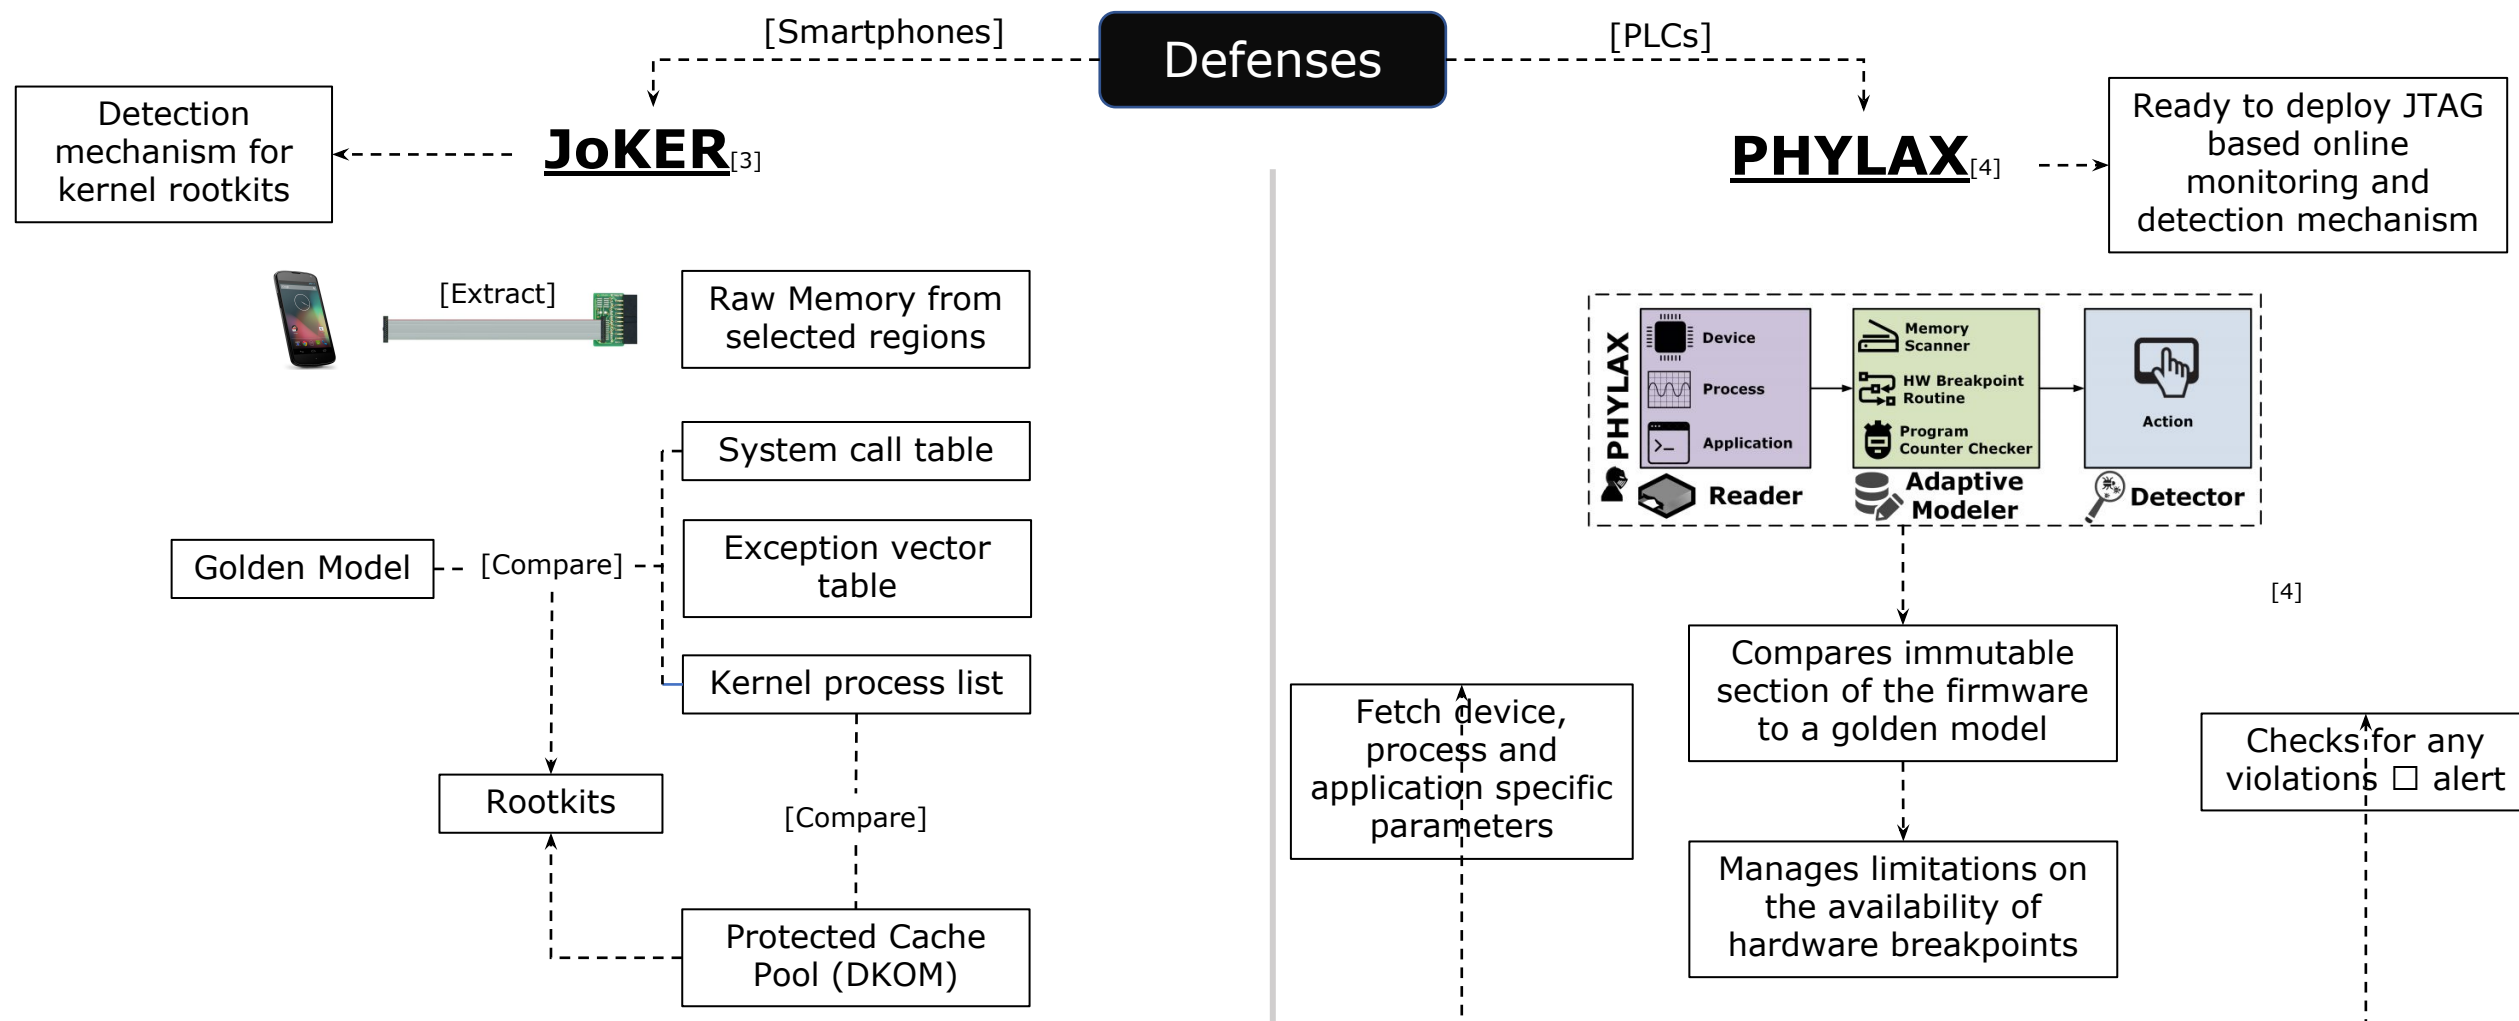 Defenses
[Smartphones]
[PLCs]
Detection
mechanism for
kernel rootkits
JoKER[3]
[Extract]
Raw Memory from
selected regions
System call table
Exception vector
table
Kernel process list
Golden Model
[Compare]
Rootkits
[Compare]
Protected Cache
Pool (DKOM)
PHYLAX[4]
Ready to deploy JTAG
based online
monitoring and
detection mechanism
PHYLAX
Device
Process
Application
Reader
Memory
Scanner
HW Breakpoint
Routine
Program
Counter Checker
Adaptive
Modeler
Action
Detector
[4]
Fetch device,
process and
application specific
parameters
Compares immutable
section of the firmware
to a golden model
Manages limitations on
the availability of
hardware breakpoints
Checks for any
violations ☐ alert